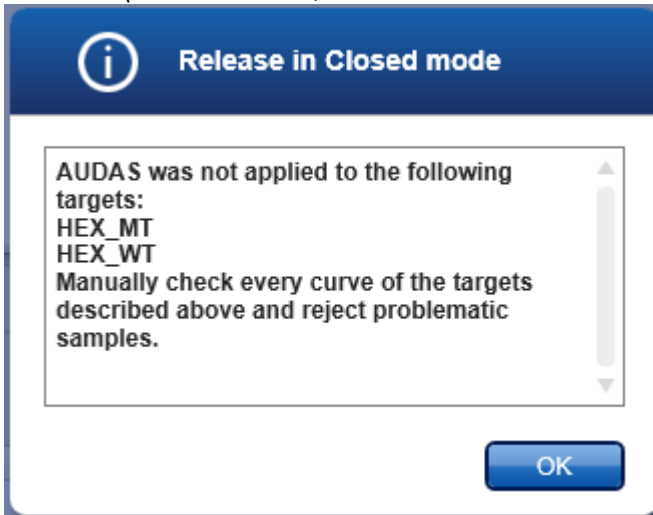 Release in Closed mode
AUDAS was not applied to the following
targets:
HEX_MT
HEX_WT
Manually check every curve of the targets
described above and reject problematic
samples.
OK